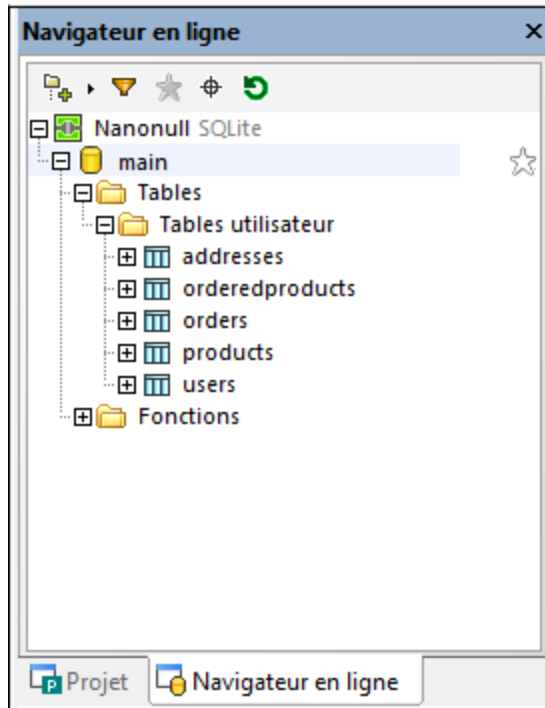 Navigateur en ligne
Nanonull SQLite
main
Tables
Tables utilisateur
addresses
orderedproducts
orders
products
users
Fonctions
Projet
Navigateur en ligne